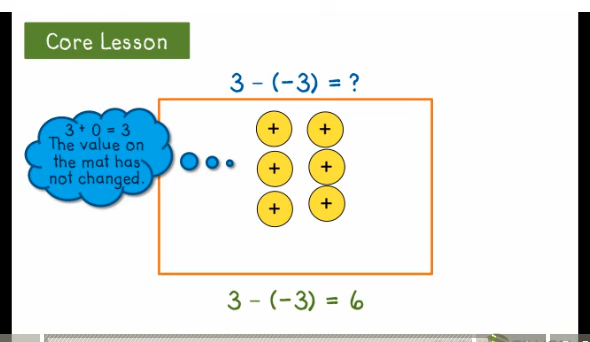 Core Lesson
3 - (-3) = ?
3 + 0 = 3
The value on
the mat has
not changed.
+ +
+ +
+ +
3 - (-3) = 6